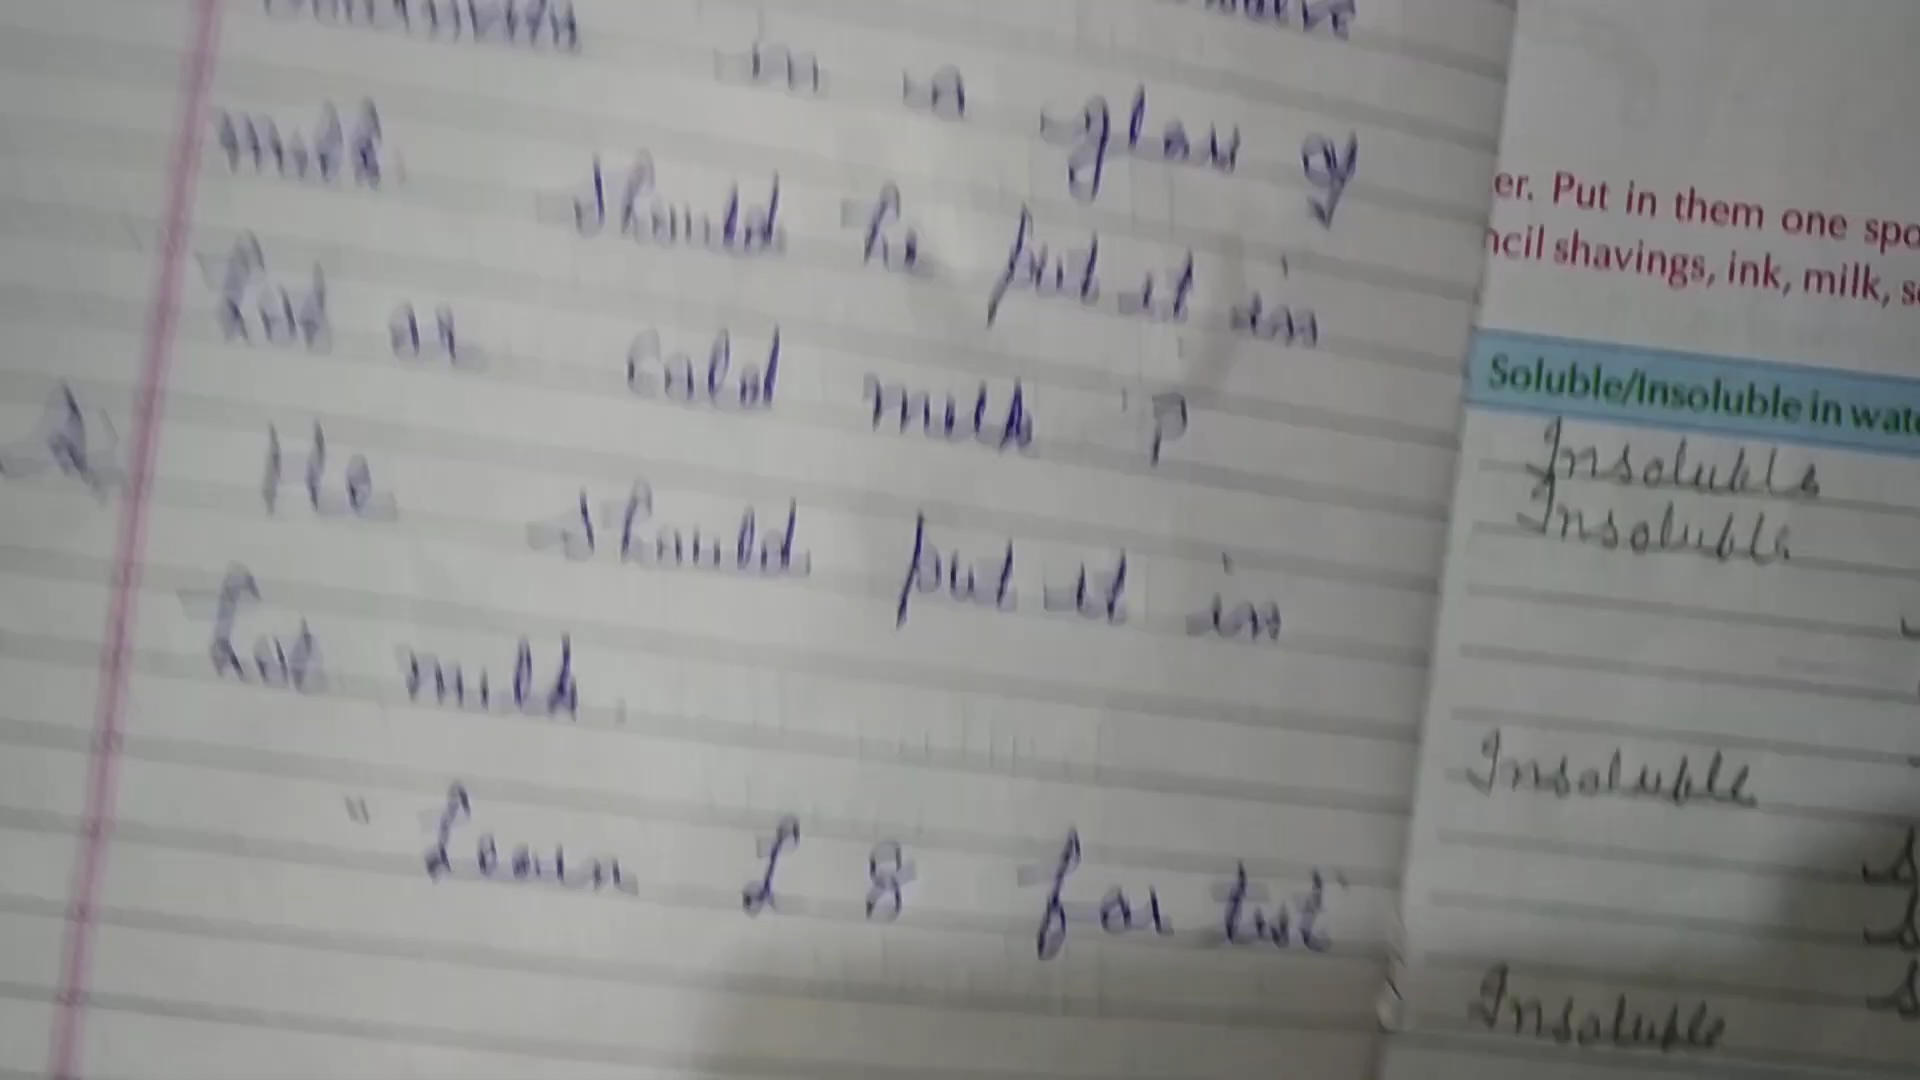 in a glass of
milk. should he put it in
hot or cold milk ?
A. He should put it in
hot milk.
"Learn L 8 for test"
er. Put in them one spo
ncil shavings, ink, milk, s
Soluble/Insoluble in wate
Insoluble
Insoluble
Insoluble
Insoluble